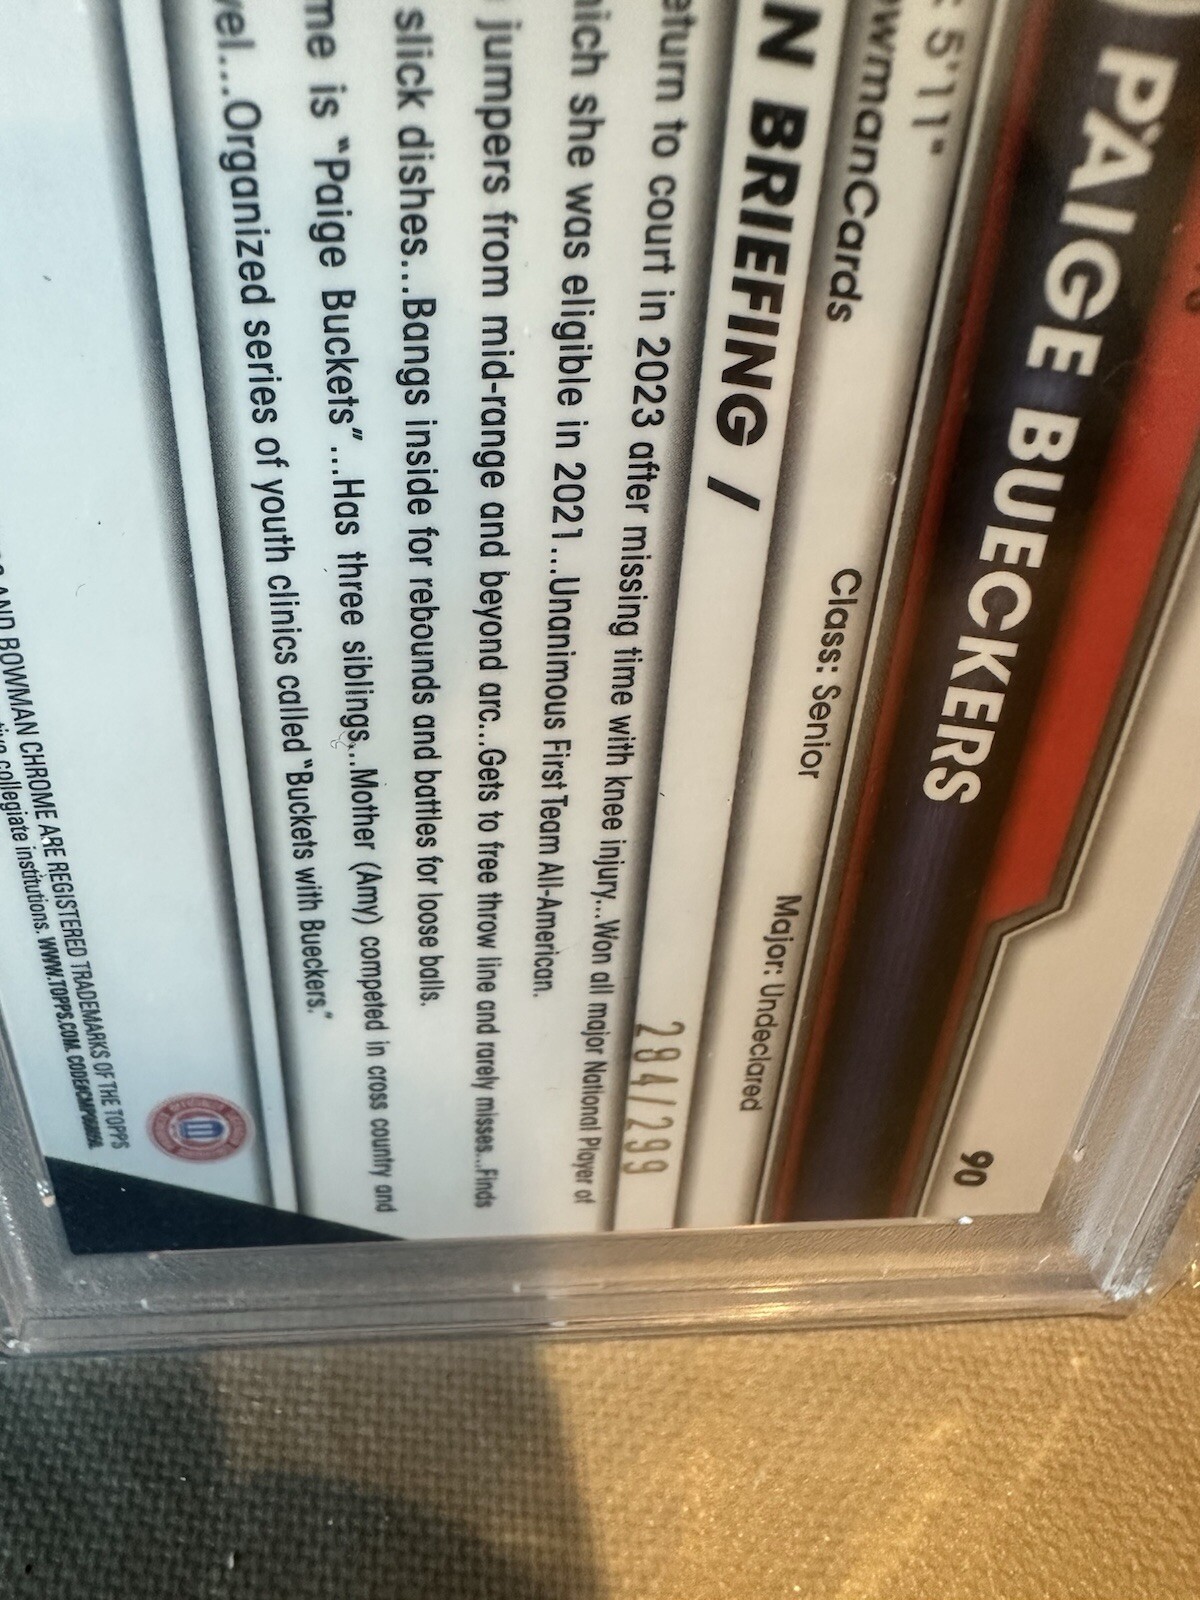 90
PAIGE BUECKERS
5'11"
Class: Senior
Major: Undeclared
owmanCards
N BRIEFING /
284/299
eturn to court in 2023 after missing time with knee injury...Won all major National Player of
hich she was eligible in 2021...Unanimous First Team All-American.
jumpers from mid-range and beyond arc...Gets to free throw line and rarely misses...Finds
slick dishes...Bangs inside for rebounds and battles for loose balls.
me is "Paige Buckets"...Has three siblings...Mother (Amy) competed in cross country and
vel...Organized series of youth clinics called "Buckets with Bueckers."
AND BOWMAN CHROME ARE REGISTERED TRADEMARKS OF THE TOPPS
tive collegiate institutions. WWW.TOPPS.COM.